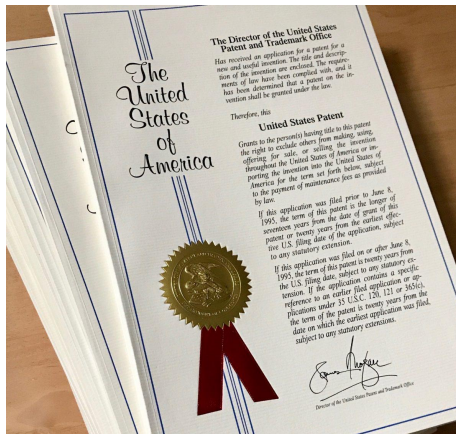 The
United
States
of
America
The Director of the United States
Patent and Trademark Office
Has received an application for a patent for a
new and useful invention. The title and descrip-
tion of the invention are enclosed. The require-
ments of law have been complied with, and it
has been determined that a patent on the in-
vention shall be granted under the law.
Therefore, this
United States Patent
Grants to the person(s) having title to this patent
the right to exclude others from making, using,
offering for sale, or selling the invention
throughout the United States of America or im-
porting the invention into the United States of
America for the term set forth below, subject
to the payment of maintenance fees as provided
by law.
If this application was filed prior to June 8,
1995, the term of this patent is the longer of
seventeen years from the date of grant of this
patent or twenty years from the earliest effec-
tive U.S. filing date of the application, subject
to any statutory extension.
If this application was filed on or after June 8,
1995, the term of this patent is twenty years from
the U.S. filing date, subject to any statutory ex-
tension. If the application contains a specific
reference to an earlier filed application or ap-
plications under 35 U.S.C. 120, 121 or 365(c),
the term of the patent is twenty years from the
date on which the earliest application was filed,
subject to any statutory extensions.
Director of the United States Patent and Trademark Office